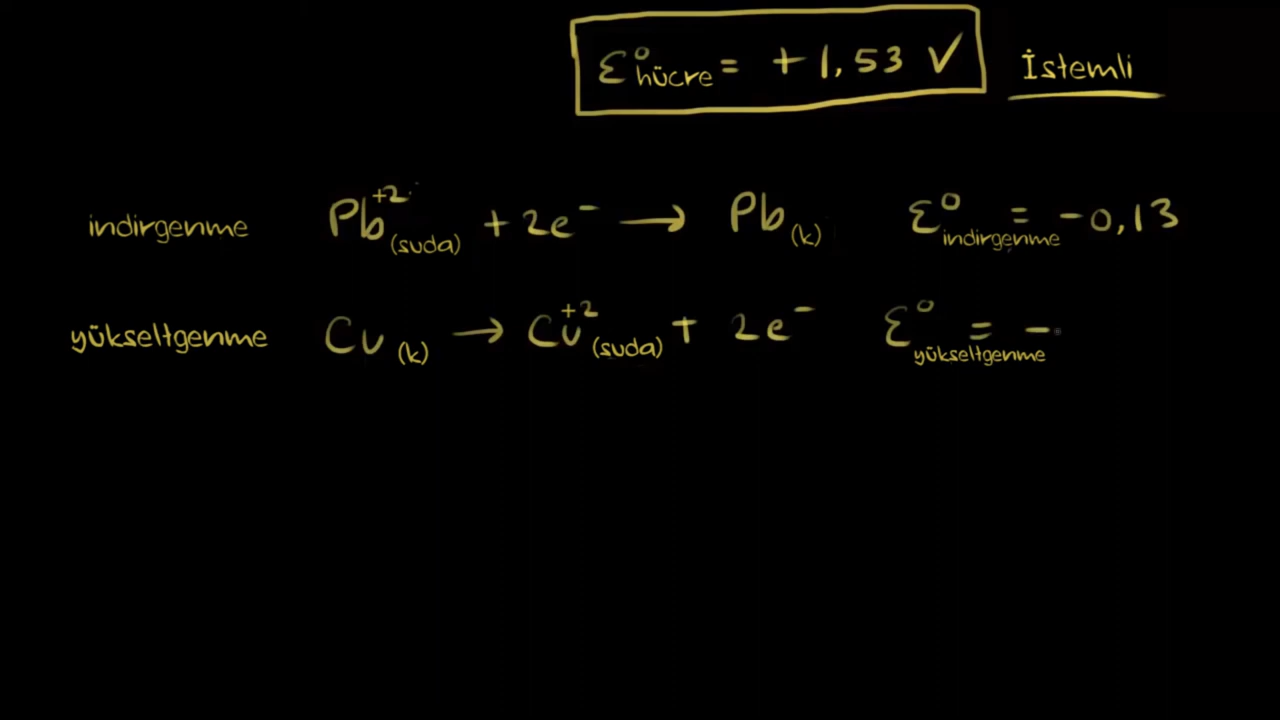 ε°hücre = + 1,53 V İstemli
indirgenme Pb+2(suda) + 2e⁻ → Pb(k) ε°indirgenme = -0,13
yükseltgenme Cu(k) → Cu+2(suda) + 2e⁻ ε°yükseltgenme = -